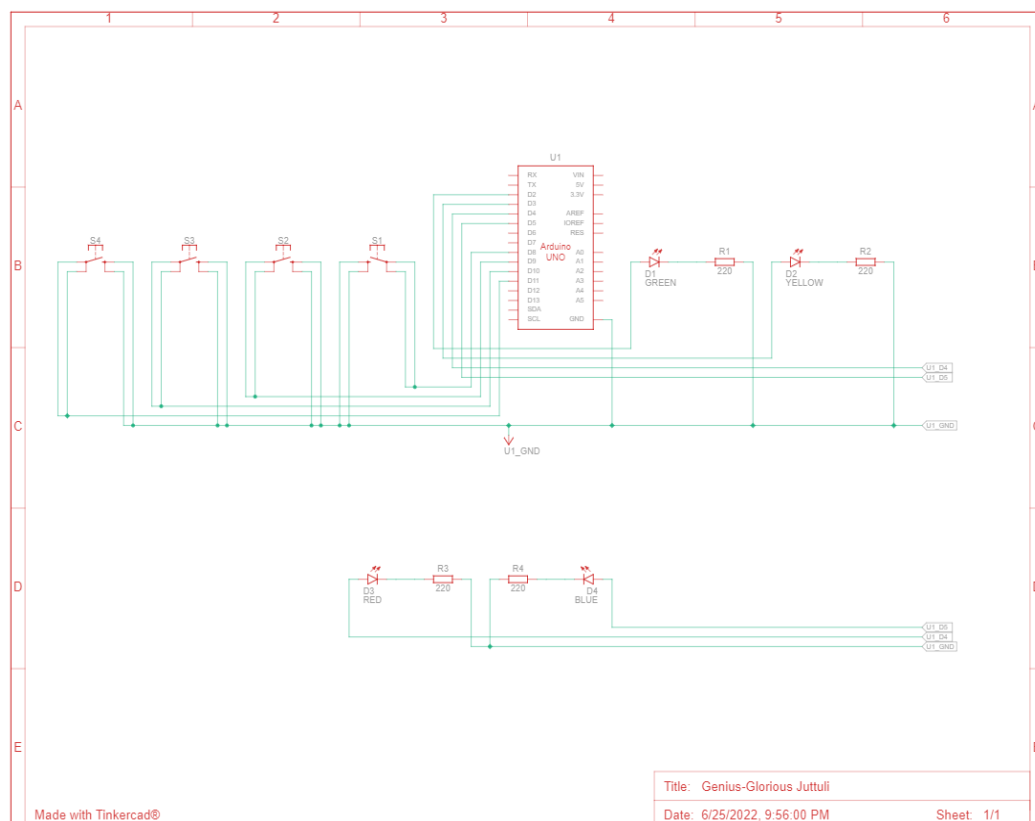 1 2 3 4 5 6
A A
U1
RX VIN
TX 5V
D2 3.3V
D3
D4 AREF
D5 IOREF
D6 RES
D7
Arduino
UNO
D8 A0
D9 A1
D10 A2
D11 A3
D12 A4
D13 A5
SDA
SCL GND
S4 S3 S2 S1
B
R1 R2
D1 220 D2 220
GREEN YELLOW
U1_D4
U1_D5
C U1_GND
U1_GND
R3 R4
D
D3 220 220 D4
RED BLUE
U1_D5
U1_D4
U1_GND
E
Title: Genius-Glorious Juttuli
Made with Tinkercad® Date: 6/25/2022, 9:56:00 PM Sheet: 1/1